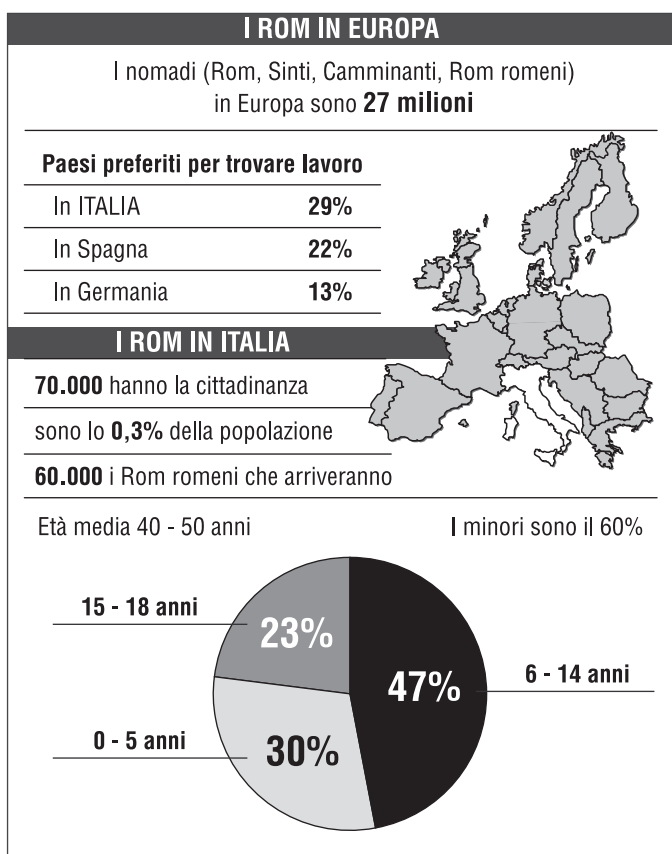 I ROM IN EUROPA
I nomadi (Rom, Sinti, Camminanti, Rom romeni)
in Europa sono 27 milioni
Paesi preferiti per trovare lavoro
In ITALIA 29%
In Spagna 22%
In Germania 13%
I ROM IN ITALIA
70.000 hanno la cittadinanza
sono lo 0,3% della popolazione
60.000 i Rom romeni che arriveranno
Età media 40 - 50 anni
I minori sono il 60%
15 - 18 anni
23%
47%
6 - 14 anni
0 - 5 anni
30%